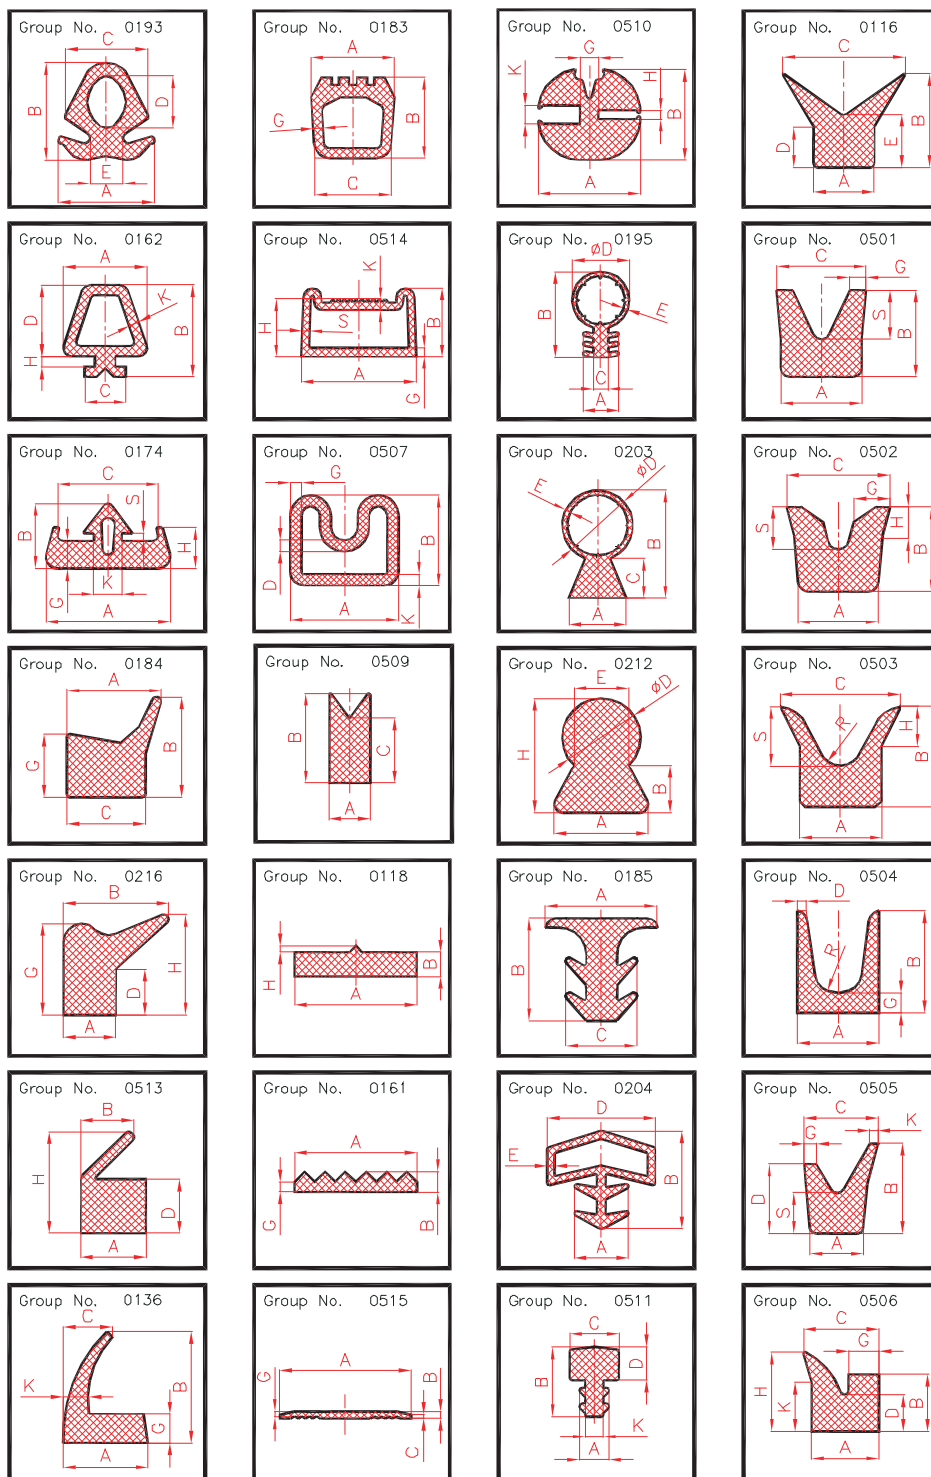 Group No. 0193
C
B
D
E
A
Group No. 0183
A
G
B
C
Group No. 0510
G
K
H
B
A
Group No. 0116
C
B
E
D
A
Group No. 0162
A
K
D
B
H
C
Group No. 0514
K
H
S
B
A
G
Group No. 0195
øD
B
E
C
A
Group No. 0501
C
G
S
B
A
Group No. 0174
C
S
B
H
G
K
A
Group No. 0507
G
B
D
A
K
Group No. 0203
E
øD
B
C
A
Group No. 0502
C
G
S
H
A
Group No. 0184
A
B
G
C
Group No. 0509
B
C
A
Group No. 0212
E
øD
H
B
A
Group No. 0503
C
S
R
H
B
A
Group No. 0216
B
G
H
D
A
Group No. 0118
H
B
A
Group No. 0185
A
B
C
Group No. 0504
D
R
B
G
A
Group No. 0513
B
H
D
A
Group No. 0161
A
G
B
Group No. 0204
D
E
B
A
Group No. 0505
C
G
K
D
B
S
A
Group No. 0136
C
K
B
G
A
Group No. 0515
A
G
B
C
Group No. 0511
C
D
B
K
A
Group No. 0506
C
G
H
K
D
B
A